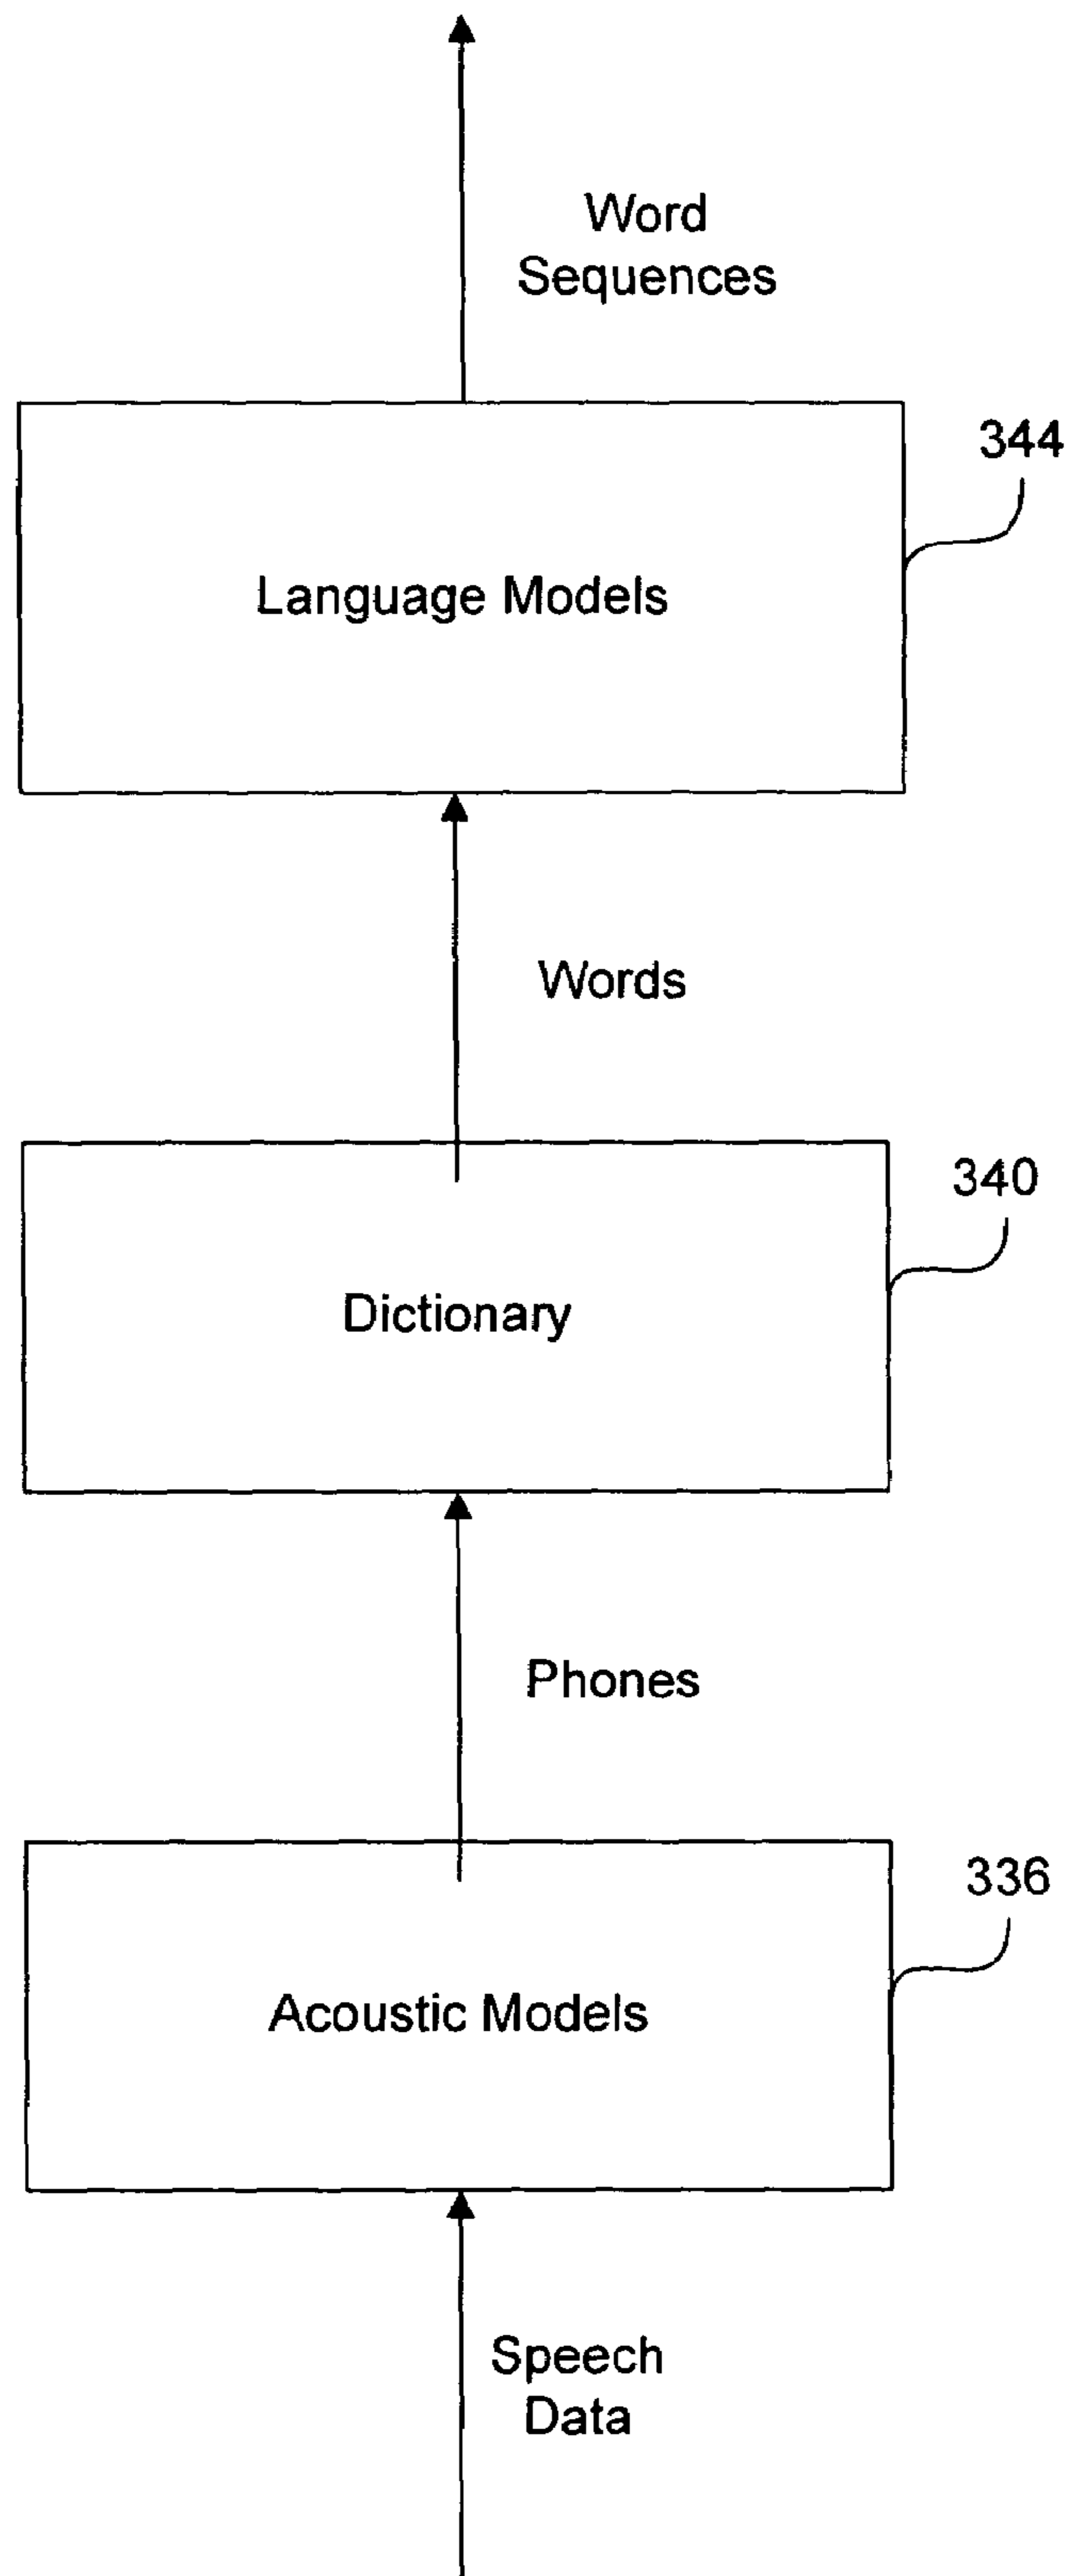 Word
Sequences
344
Language Models
Words
340
Dictionary
Phones
336
Acoustic Models
Speech
Data